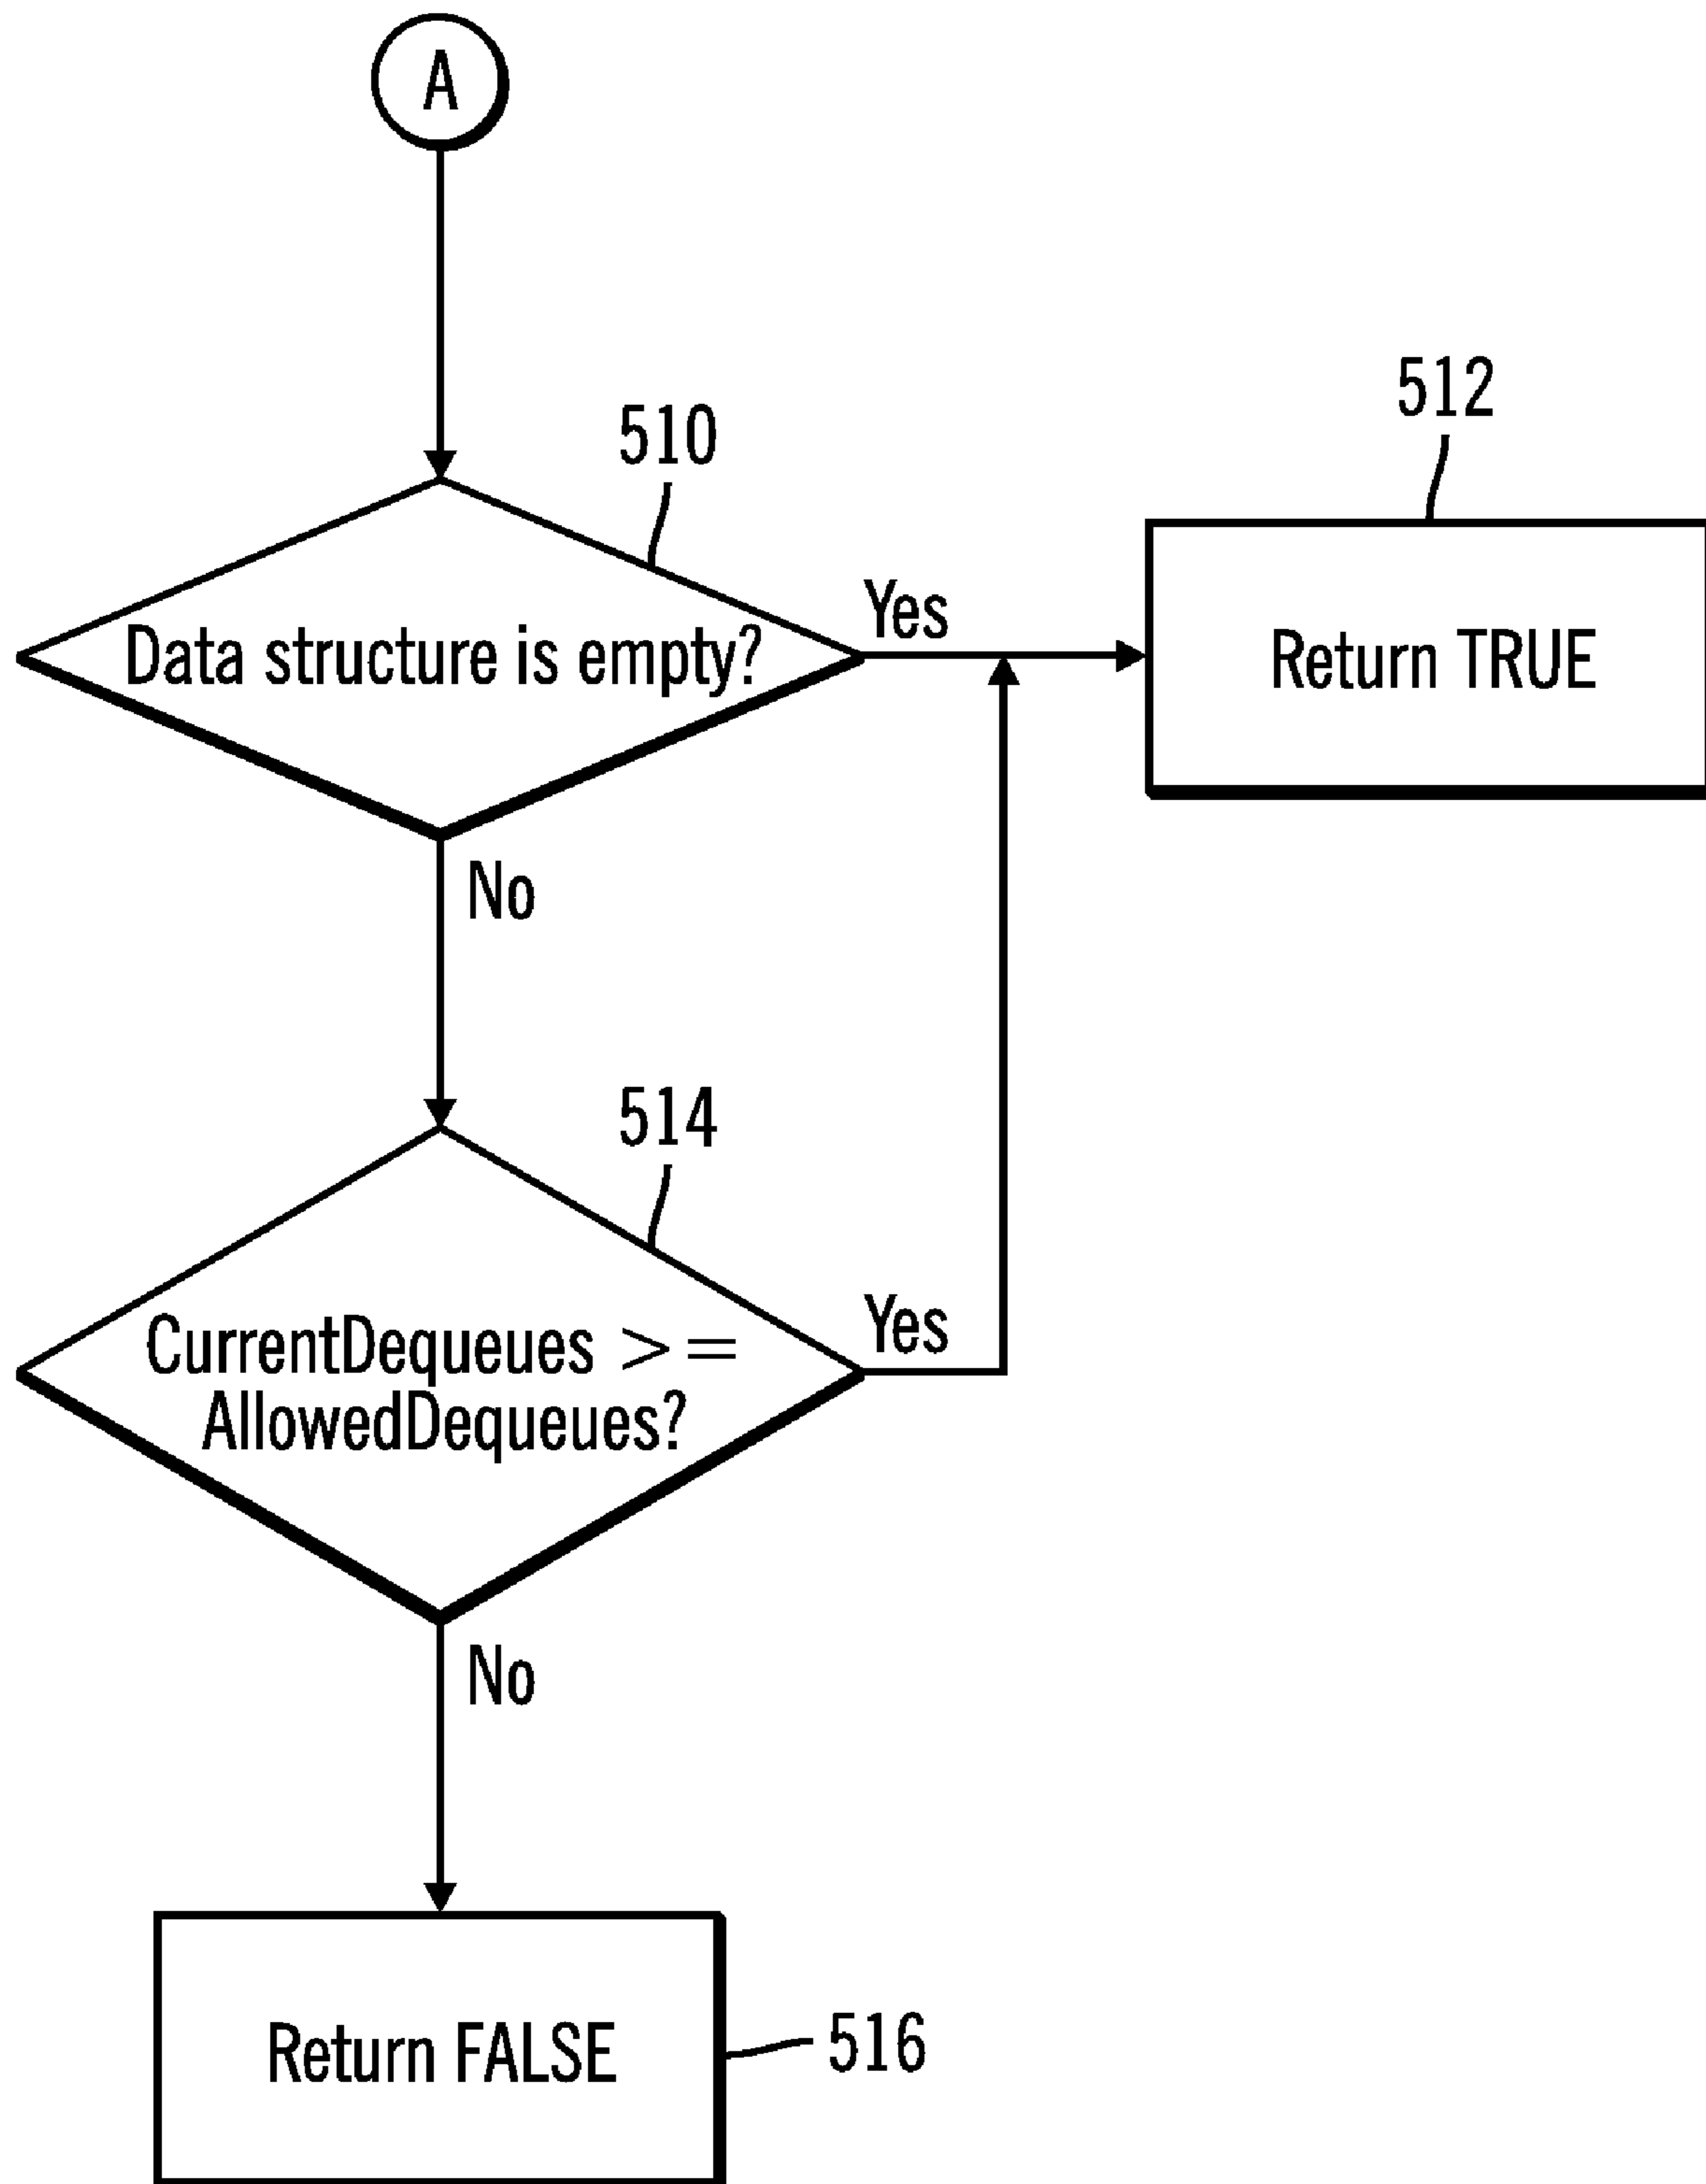 A
510
512
Data structure is empty?
Yes
Return TRUE
No
514
CurrentDequeues >=
AllowedDequeues?
Yes
No
Return FALSE
516